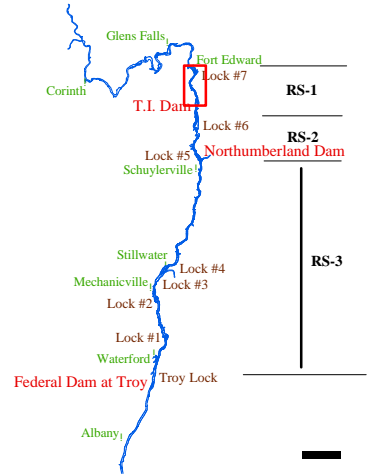 Glens Falls
Fort Edward
Lock #7
Corinth
RS-1
T.I. Dam
Lock #6
RS-2
Lock #5
Northumberland Dam
Schuylerville
Stillwater
RS-3
Lock #4
Mechanicville
Lock #3
Lock #2
Lock #1
Waterford
Federal Dam at Troy
Troy Lock
Albany